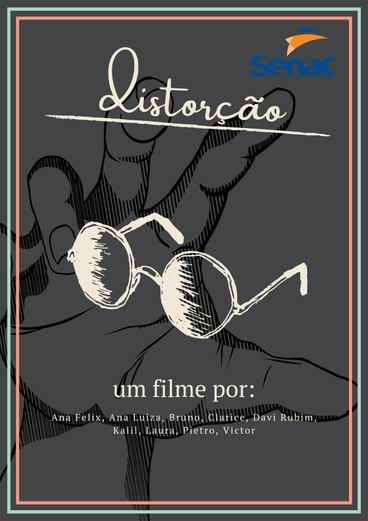 Senac
Distorção
um filme por:
Ana Felix, Ana Luiza, Bruno, Clarice, Davi Rubim,
Kalil, Laura, Pietro, Victor